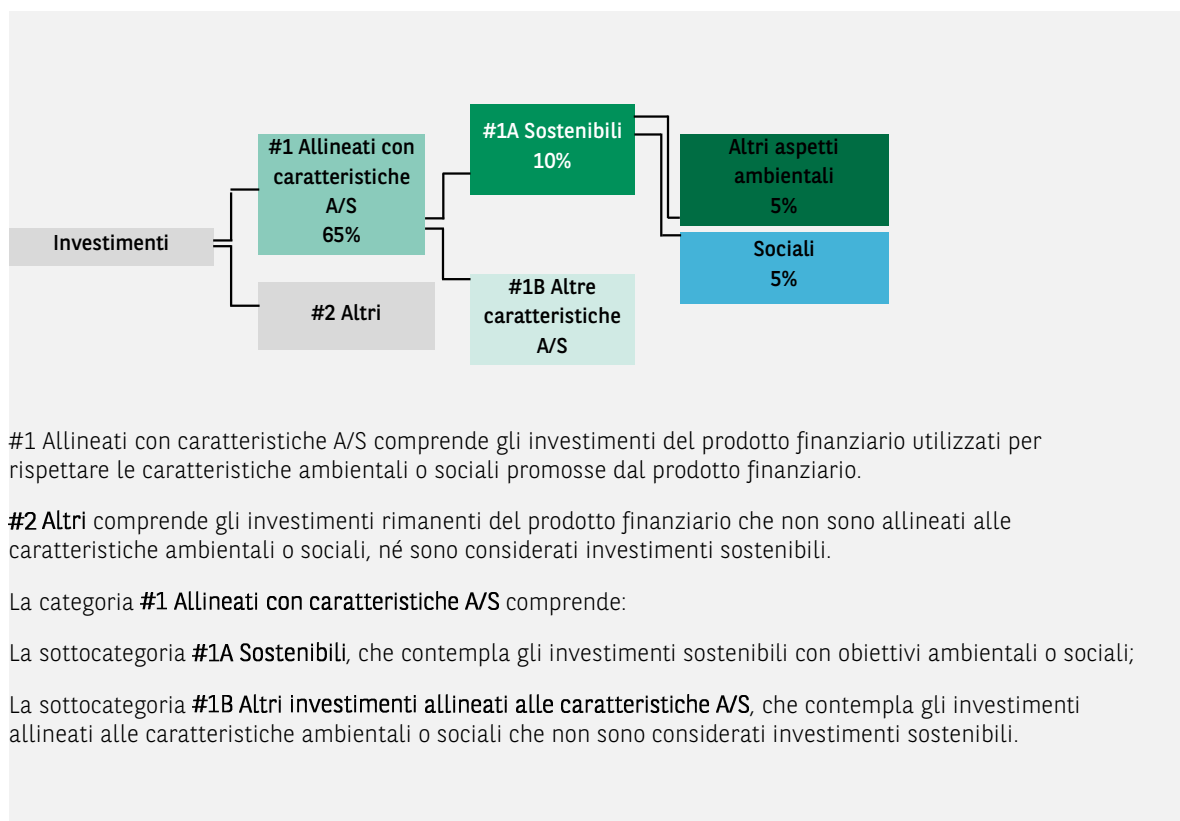 Investimenti
#1 Allineati con
caratteristiche
A/S
65%
#2 Altri
#1A Sostenibili
10%
#1B Altre
caratteristiche
A/S
Altri aspetti
ambientali
5%
Sociali
5%
#1 Allineati con caratteristiche A/S comprende gli investimenti del prodotto finanziario utilizzati per
rispettare le caratteristiche ambientali o sociali promosse dal prodotto finanziario.
#2 Altri comprende gli investimenti rimanenti del prodotto finanziario che non sono allineati alle
caratteristiche ambientali o sociali, né sono considerati investimenti sostenibili.
La categoria #1 Allineati con caratteristiche A/S comprende:
La sottocategoria #1A Sostenibili, che contempla gli investimenti sostenibili con obiettivi ambientali o sociali;
La sottocategoria #1B Altri investimenti allineati alle caratteristiche A/S, che contempla gli investimenti
allineati alle caratteristiche ambientali o sociali che non sono considerati investimenti sostenibili.